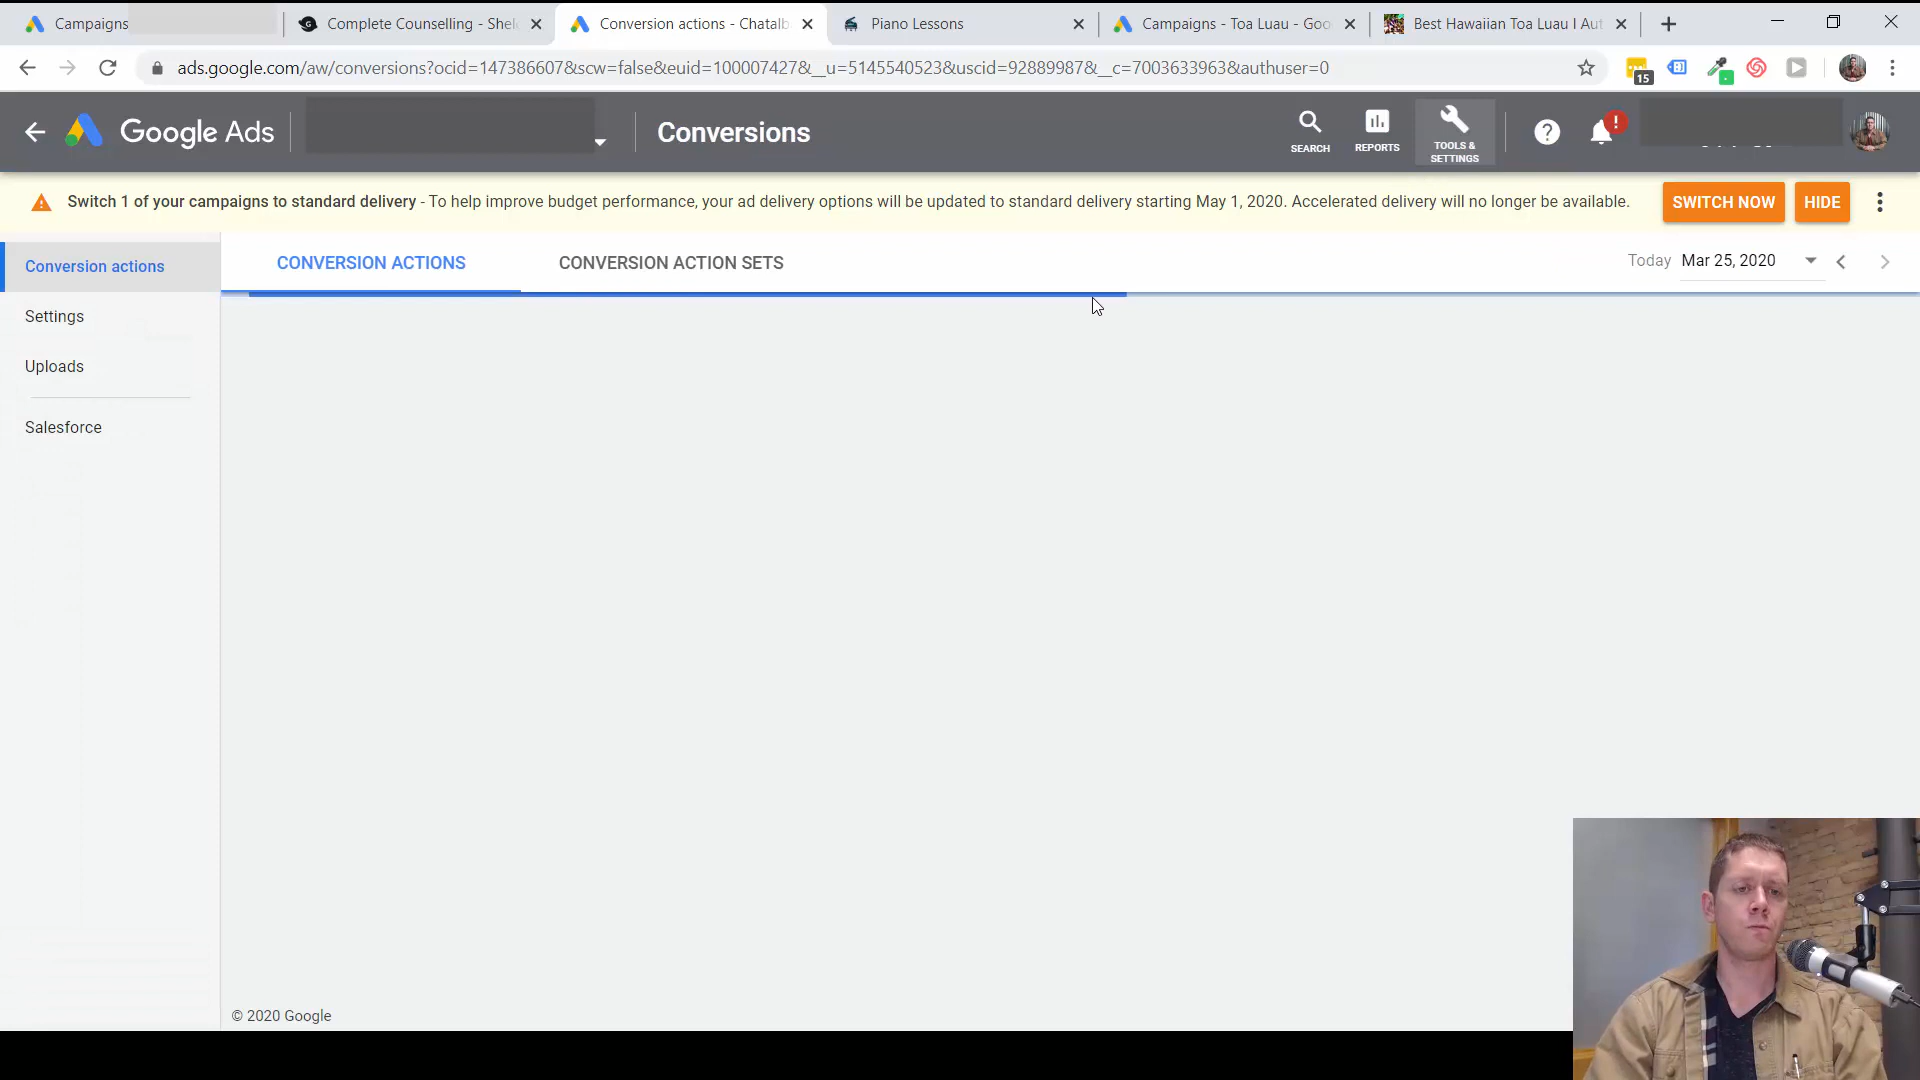 Campaigns
Complete Counselling - Shel
Conversion actions - Chatalb
Piano Lessons
Campaigns - Toa Luau - Goo
Best Hawaiian Toa Luau I Aut
ads.google.com/aw/conversions?ocid=147386607&scw=false&euid=100007427&__u=5145540523&uscid=92889987&__c=7003633963&authuser=0
15
Google Ads
Conversions
SEARCH
REPORTS
TOOLS &
SETTINGS
Switch 1 of your campaigns to standard delivery - To help improve budget performance, your ad delivery options will be updated to standard delivery starting May 1, 2020. Accelerated delivery will no longer be available.
SWITCH NOW
HIDE
Conversion actions
CONVERSION ACTIONS
CONVERSION ACTION SETS
Today Mar 25, 2020
Settings
Uploads
Salesforce
© 2020 Google